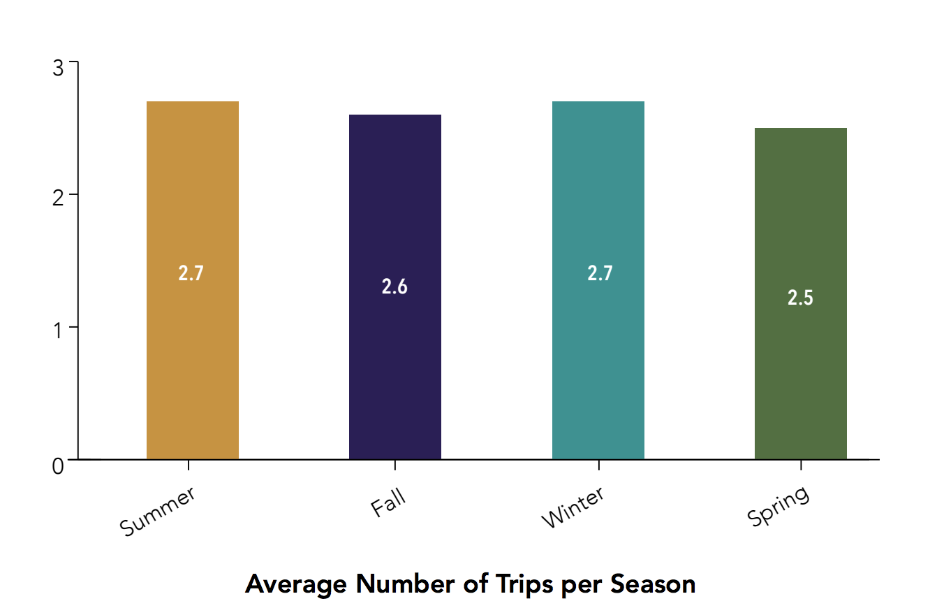 3
2
1
0
2.7
2.6
2.7
2.5
Summer
Fall
Winter
Spring
Average Number of Trips per Season